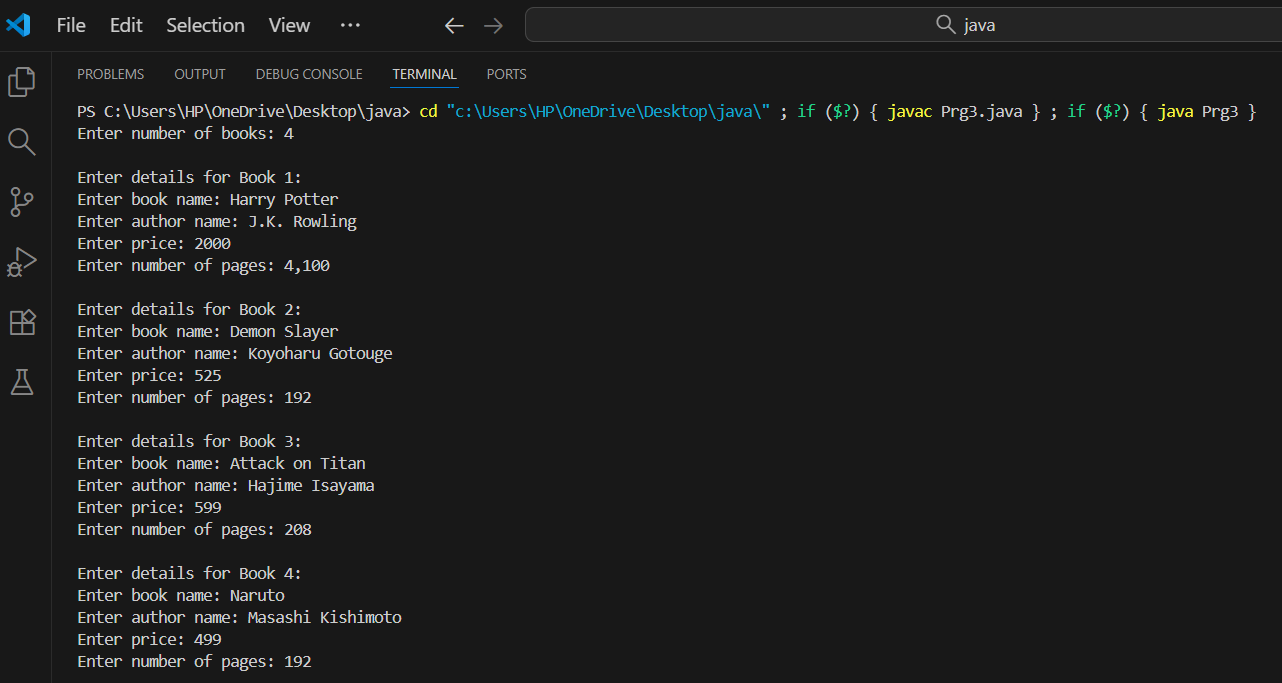 File Edit Selection View ··· java
PROBLEMS OUTPUT DEBUG CONSOLE TERMINAL PORTS
PS C:\Users\HP\OneDrive\Desktop\java> cd "c:\Users\HP\OneDrive\Desktop\java\" ; if ($?) { javac Prg3.java } ; if ($?) { java Prg3 }
Enter number of books: 4
Enter details for Book 1:
Enter book name: Harry Potter
Enter author name: J.K. Rowling
Enter price: 2000
Enter number of pages: 4,100
Enter details for Book 2:
Enter book name: Demon Slayer
Enter author name: Koyoharu Gotouge
Enter price: 525
Enter number of pages: 192
Enter details for Book 3:
Enter book name: Attack on Titan
Enter author name: Hajime Isayama
Enter price: 599
Enter number of pages: 208
Enter details for Book 4:
Enter book name: Naruto
Enter author name: Masashi Kishimoto
Enter price: 499
Enter number of pages: 192